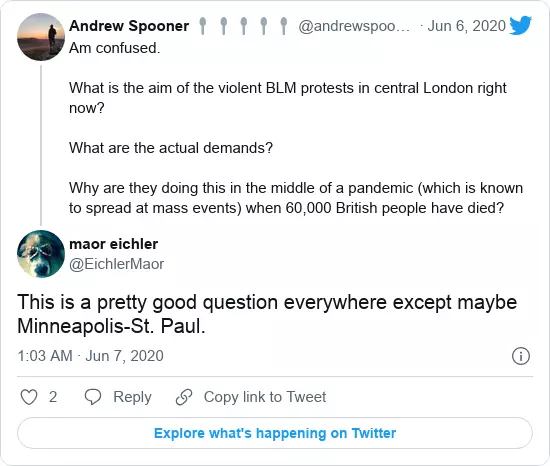 Andrew Spooner 🥄 🥄 🥄 🥄 🥄 @andrewspoo… · Jun 6, 2020
Am confused.
What is the aim of the violent BLM protests in central London right
now?
What are the actual demands?
Why are they doing this in the middle of a pandemic (which is known
to spread at mass events) when 60,000 British people have died?
maor eichler
@EichlerMaor
This is a pretty good question everywhere except maybe
Minneapolis-St. Paul.
1:03 AM · Jun 7, 2020
2 Reply Copy link to Tweet
Explore what's happening on Twitter